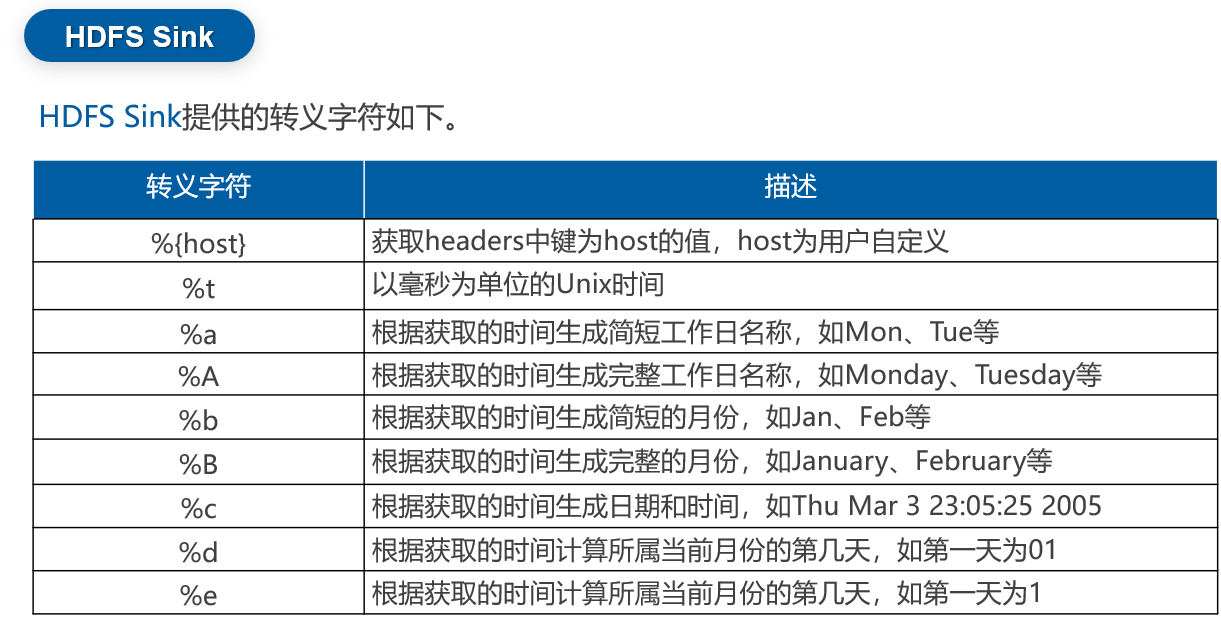 HDFS Sink
HDFS Sink提供的转义字符如下。
转义字符 描述
%{host} 获取headers中键为host的值，host为用户自定义
%t 以毫秒为单位的Unix时间
%a 根据获取的时间生成简短工作日名称，如Mon、Tue等
%A 根据获取的时间生成完整工作日名称，如Monday、Tuesday等
%b 根据获取的时间生成简短的月份，如Jan、Feb等
%B 根据获取的时间生成完整的月份，如January、February等
%c 根据获取的时间生成日期和时间，如Thu Mar 3 23:05:25 2005
%d 根据获取的时间计算所属当前月份的第几天，如第一天为01
%e 根据获取的时间计算所属当前月份的第几天，如第一天为1